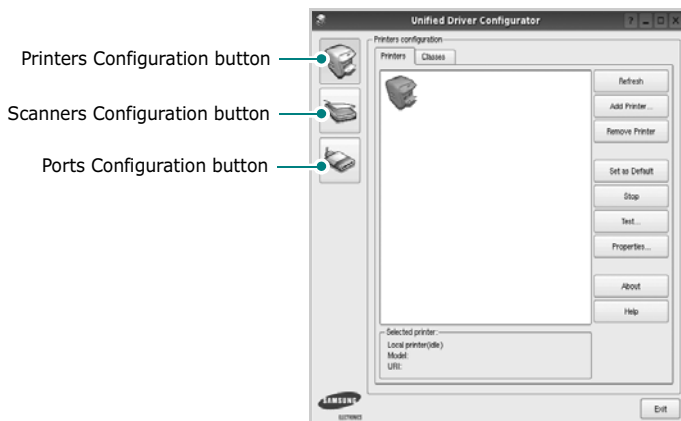 Unified Driver Configurator
?
Printers configuration
Printers Classes
Printers Configuration button
Scanners Configuration button
Ports Configuration button
Refresh
Add Printer...
Remove Printer
Set as Default
Stop
Test...
Properties...
About
Help
Selected printer:
Local printer(idle)
Model:
URI:
SAMSUNG
ELECTRONICS
Exit